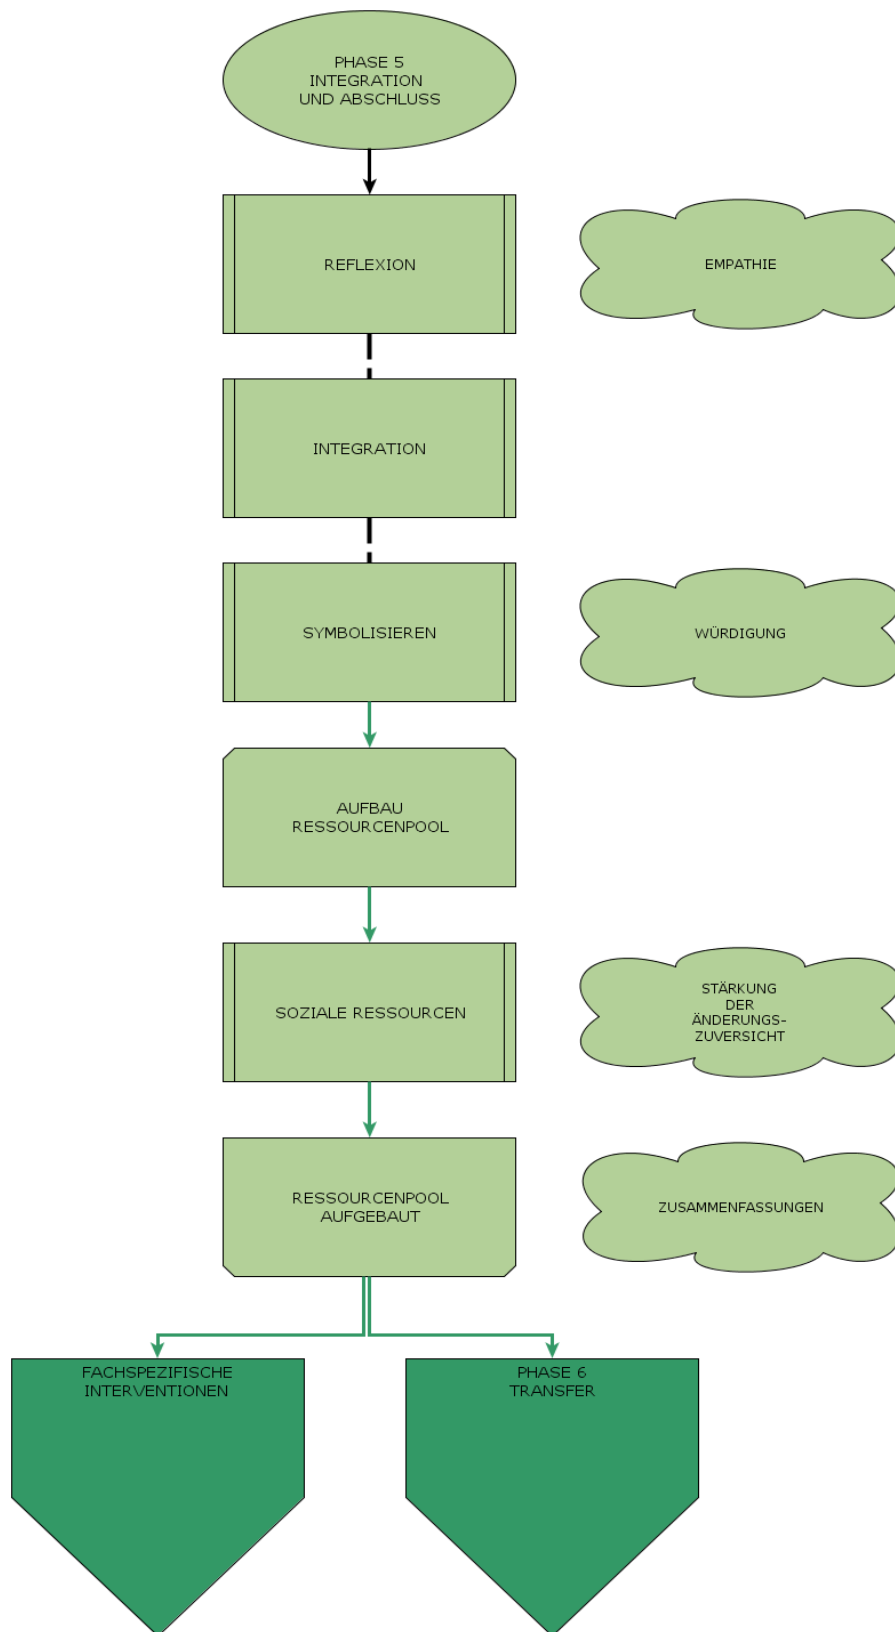 PHASE 5
INTEGRATION
UND ABSCHLUSS
REFLEXION
EMPATHIE
INTEGRATION
SYMBOLISIEREN
WÜRDIGUNG
AUFBAU
RESSOURCENPOOL
SOZIALE RESSOURCEN
STÄRKUNG
DER
ÄNDERUNGS-
ZUVERSICHT
RESSOURCENPOOL
AUFGEBAUT
ZUSAMMENFASSUNGEN
FACHSPEZIFISCHE
INTERVENTIONEN
PHASE 6
TRANSFER